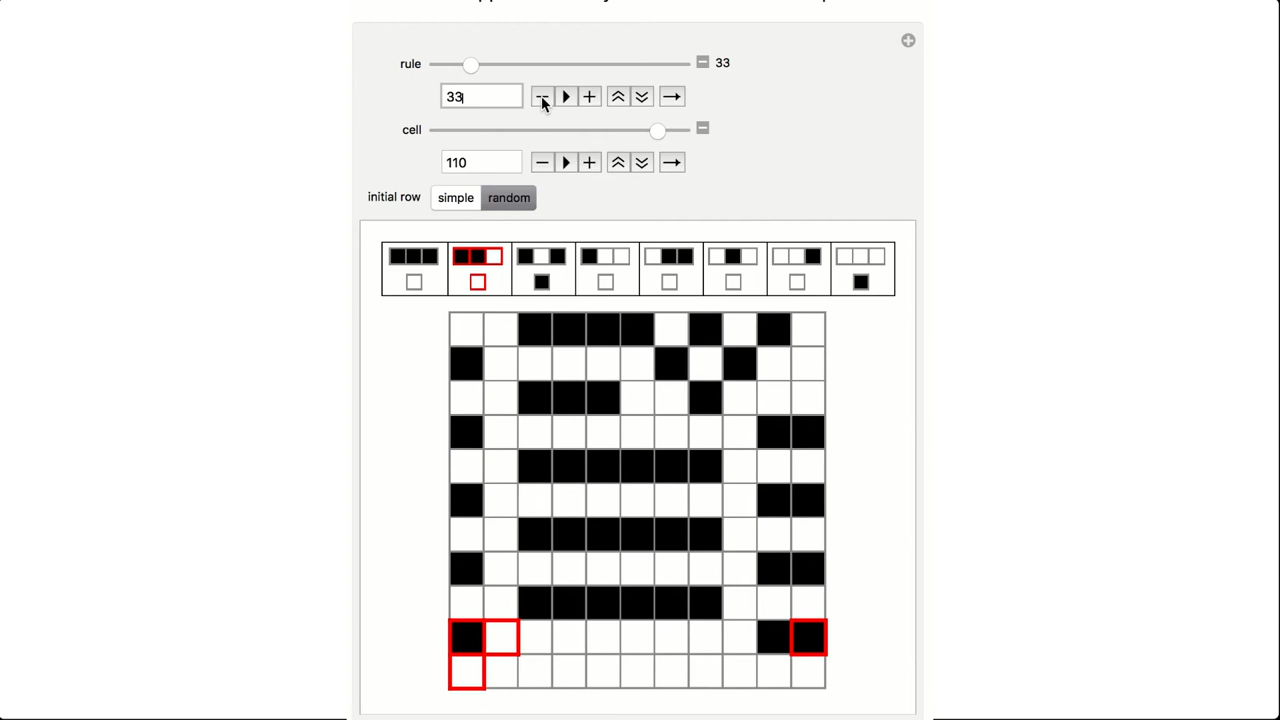 rule 33
33
cell
110
initial row simple random